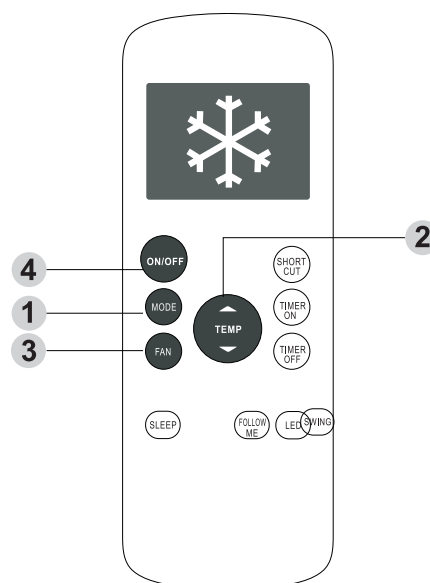 2
ON/OFF
SHORT
CUT
4
1
MODE
TIMER
ON
TEMP
3
FAN
TIMER
OFF
SLEEP
FOLLOW
ME
LED
SWING